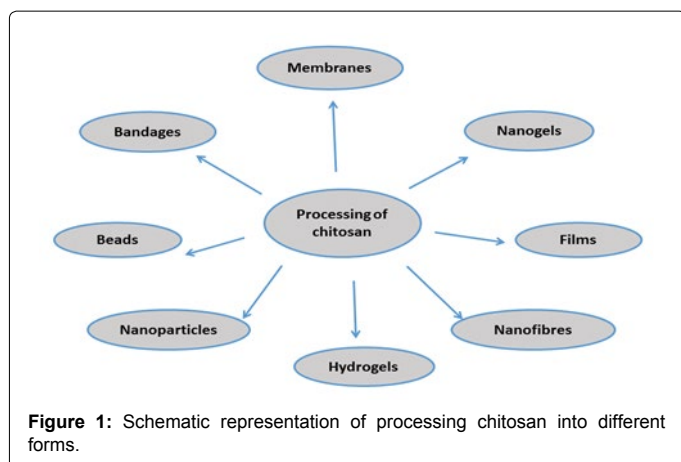 Membranes
Bandages
Nanogels
Processing of
chitosan
Beads
Films
Nanoparticles
Nanofibres
Hydrogels
Figure 1: Schematic representation of processing chitosan into different
forms.